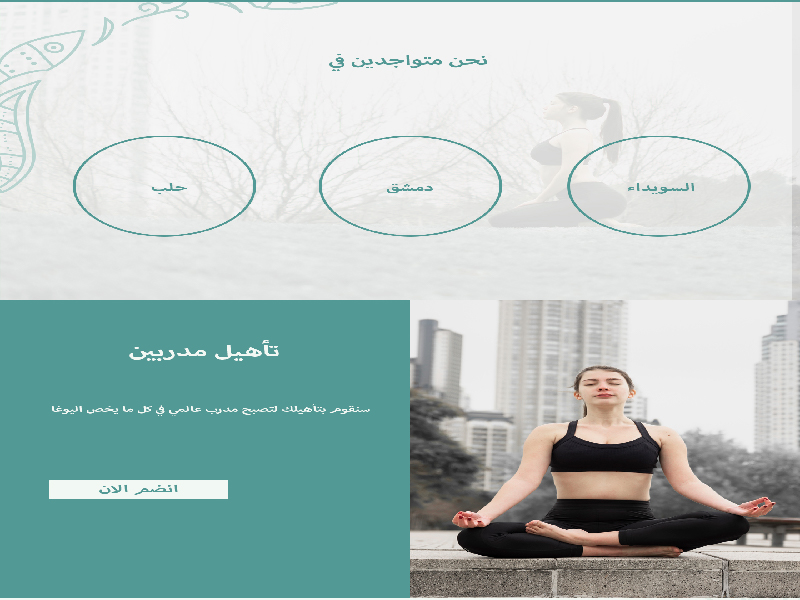 نحن متواجدين في
السويداء
دمشق
حلب
تأهيل مدربين
سنقوم بتأهيلك لتصبح مدرب عالمي في كل ما يخص اليوغا
انضم الان